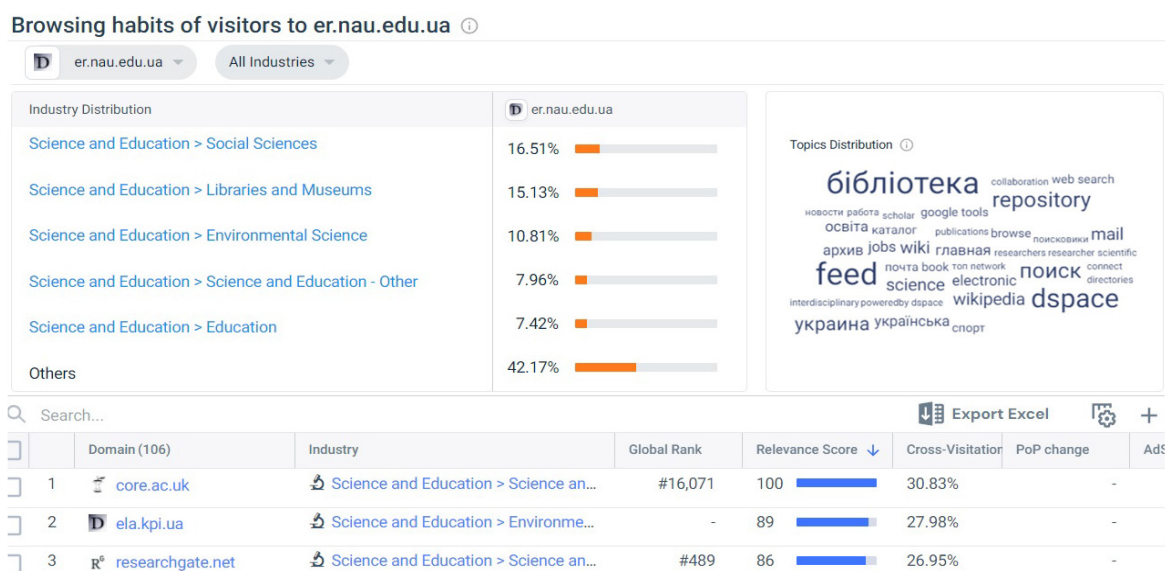 Browsing habits of visitors to er.nau.edu.ua
er.nau.edu.ua
All Industries
Industry Distribution
er.nau.edu.ua
Science and Education > Social Sciences
16.51%
Science and Education > Libraries and Museums
15.13%
Science and Education > Environmental Science
10.81%
Science and Education > Science and Education - Other
7.96%
Science and Education > Education
7.42%
Others
42.17%
Topics Distribution
бібліотека collaboration web search
repository
новости работа scholar google tools
освіта каталог publications browse поисковики mail
архив jobs wiki главная researchers researcher scientific
feed почта book топ network поиск connect
science electronic directories
interdisciplinary poweredby dspace wikipedia dspace
украина українська спорт
Search...
Export Excel
Domain (106) Industry Global Rank Relevance Score Cross-Visitation PoP change AdS
1 core.ac.uk Science and Education > Science an... #16,071 100 30.83% -
2 ela.kpi.ua Science and Education > Environme... - 89 27.98% -
3 researchgate.net Science and Education > Science an... #489 86 26.95% -